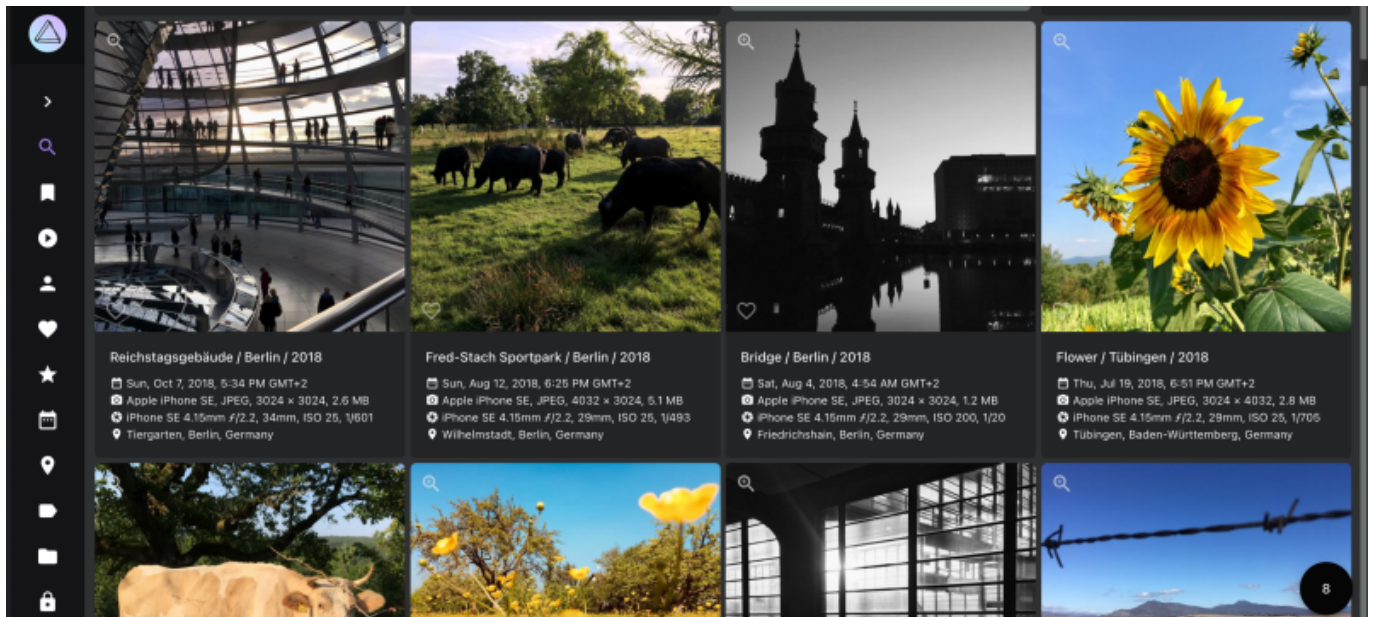 Reichstagsgebäude / Berlin / 2018
Sun, Oct 7, 2018, 5:34 PM GMT+2
Apple iPhone SE, JPEG, 3024 × 3024, 2.6 MB
iPhone SE 4.15mm ƒ/2.2, 34mm, ISO 25, 1/601
Tiergarten, Berlin, Germany
Fred-Stach Sportpark / Berlin / 2018
Sun, Aug 12, 2018, 6:25 PM GMT+2
Apple iPhone SE, JPEG, 4032 × 3024, 5.1 MB
iPhone SE 4.15mm ƒ/2.2, 29mm, ISO 25, 1/493
Wilhelmstadt, Berlin, Germany
Bridge / Berlin / 2018
Sat, Aug 4, 2018, 4:54 AM GMT+2
Apple iPhone SE, JPEG, 3024 × 3024, 1.2 MB
iPhone SE 4.15mm ƒ/2.2, 29mm, ISO 200, 1/20
Friedrichshain, Berlin, Germany
Flower / Tübingen / 2018
Thu, Jul 19, 2018, 6:51 PM GMT+2
Apple iPhone SE, JPEG, 3024 × 4032, 2.8 MB
iPhone SE 4.15mm ƒ/2.2, 29mm, ISO 25, 1/705
Tübingen, Baden-Württemberg, Germany
8